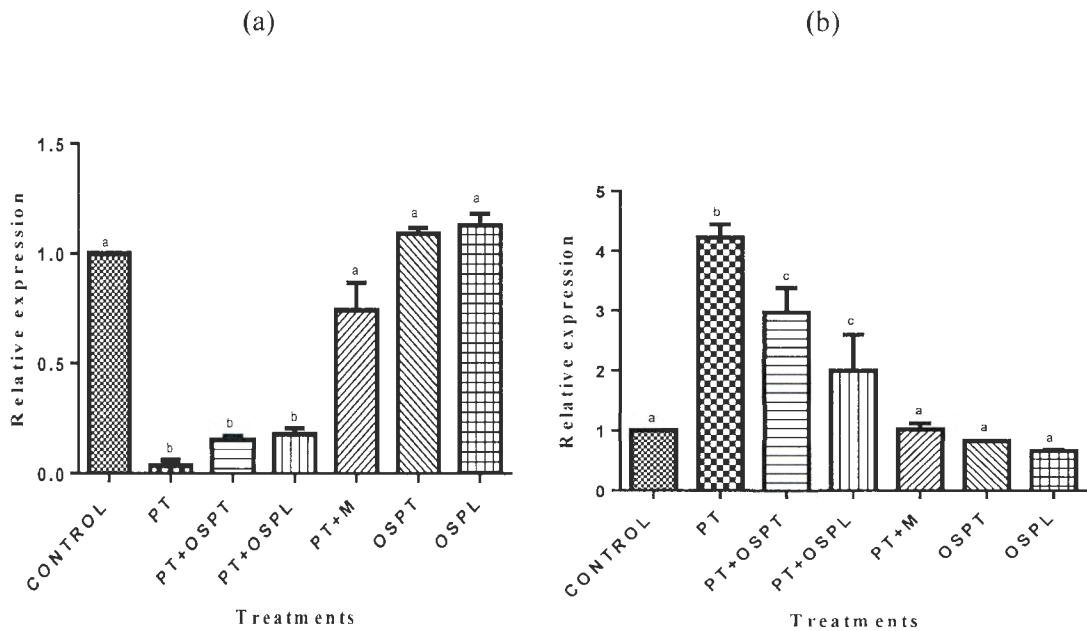 (a)
Relative expression
1.5
1.0
0.5
0.0
a
b
b
b
a
a
a
CONTROL
PT
PT+OSPT
PT+OSPL
PT+M
OSPT
OSPL
Treatments
(b)
Relative expression
5
4
3
2
1
0
a
b
c
c
a
a
a
CONTROL
PT
PT+OSPT
PT+OSPL
PT+M
OSPT
OSPL
Treatments